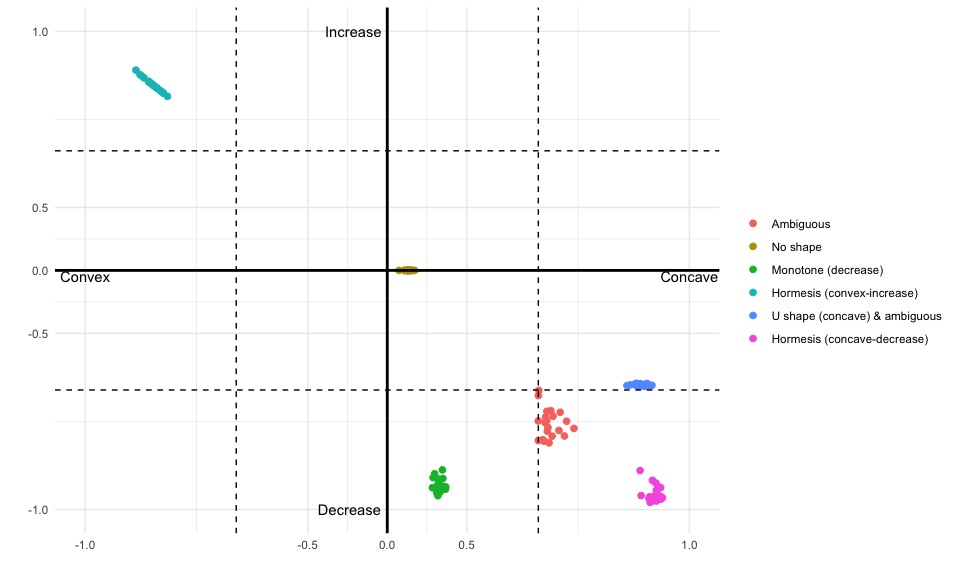 1.0
Increase
0.5
0.0
Convex
Concave
-0.5
-1.0
Decrease
-1.0
-0.5
0.0
0.5
1.0
Ambiguous
No shape
Monotone (decrease)
Hormesis (convex-increase)
U shape (concave) & ambiguous
Hormesis (concave-decrease)